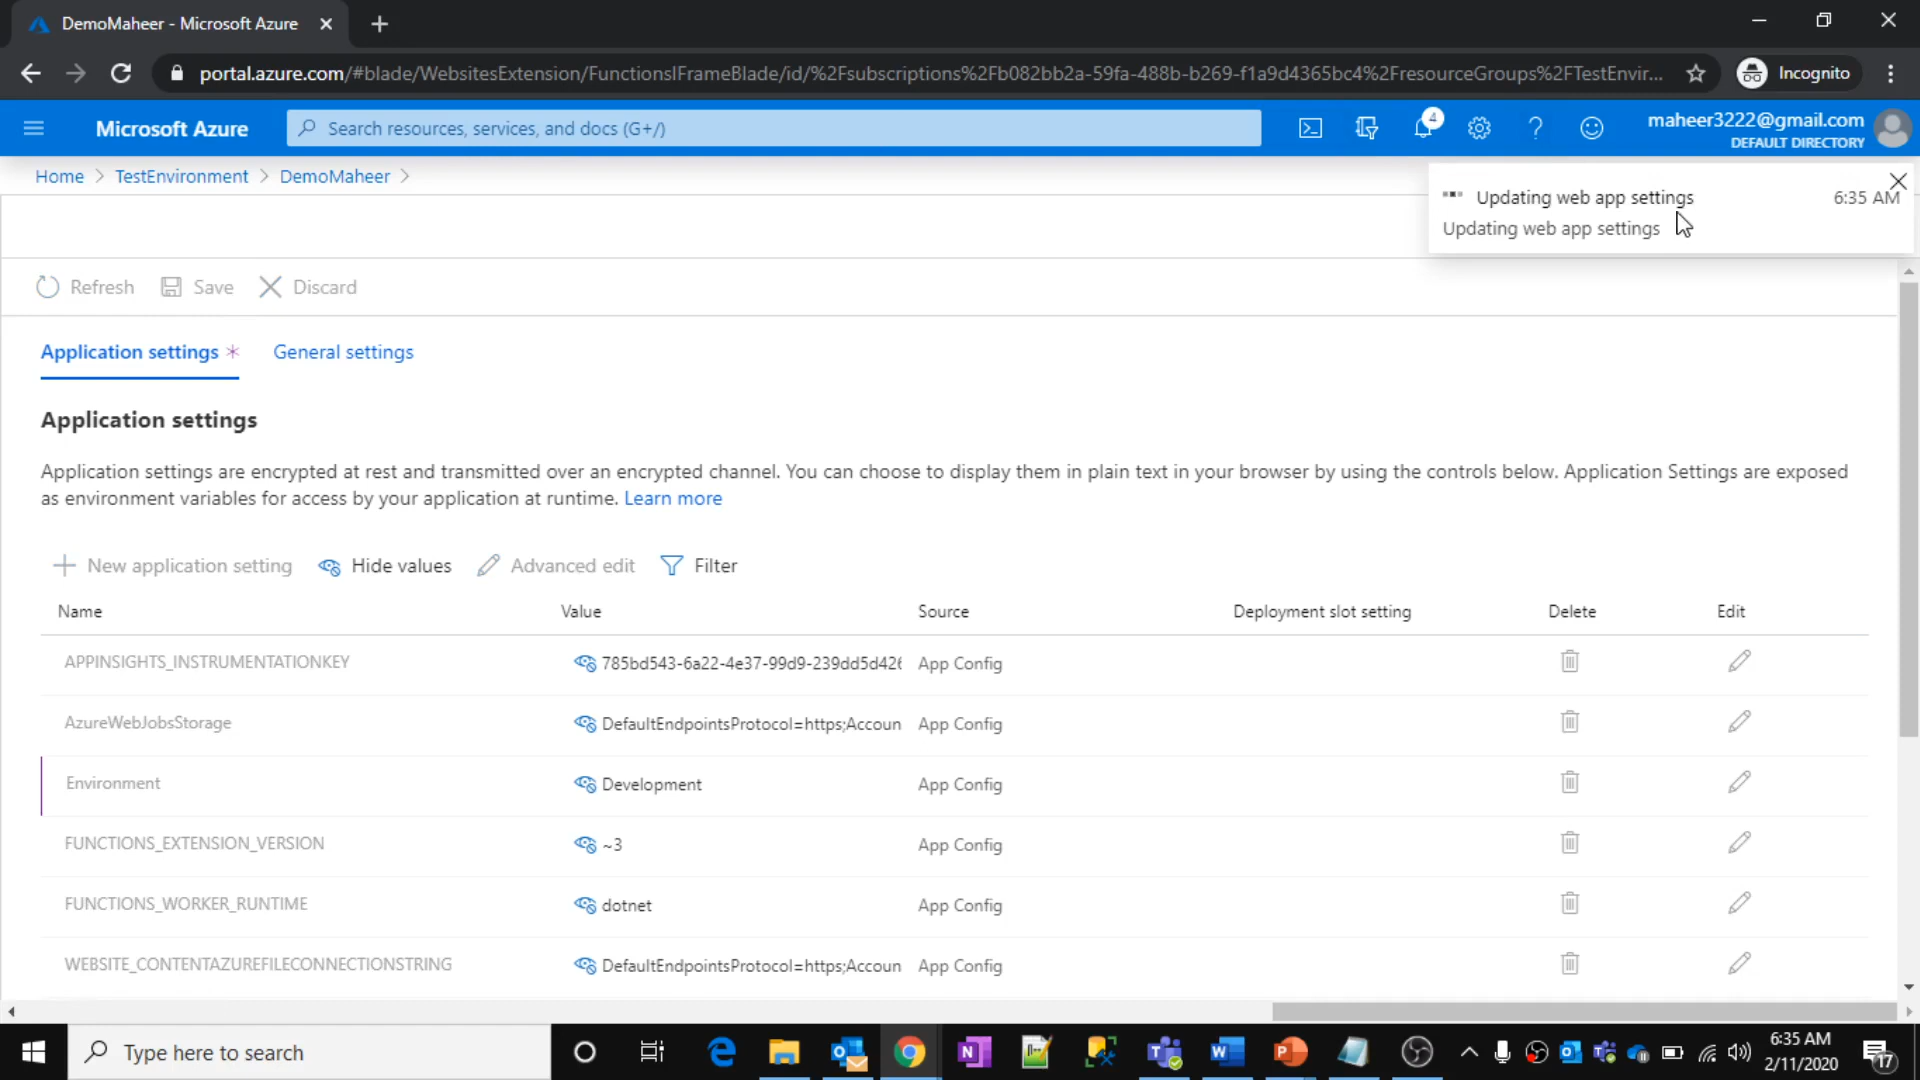 DemoMaheer - Microsoft Azure
portal.azure.com/#blade/WebsitesExtension/FunctionsIFrameBlade/id/%2Fsubscriptions%2Fb082bb2a-59fa-488b-b269-f1a9d4365bc4%2FresourceGroups%2FTestEnvir...
Incognito
Microsoft Azure
Search resources, services, and docs (G+/)
4
maheer3222@gmail.com
DEFAULT DIRECTORY
Home > TestEnvironment > DemoMaheer >
Updating web app settings
6:35 AM
Updating web app settings
Refresh
Save
Discard
Application settings *
General settings
Application settings
Application settings are encrypted at rest and transmitted over an encrypted channel. You can choose to display them in plain text in your browser by using the controls below. Application Settings are exposed
as environment variables for access by your application at runtime. Learn more
New application setting
Hide values
Advanced edit
Filter
Name Value Source Deployment slot setting Delete Edit
APPINSIGHTS_INSTRUMENTATIONKEY 785bd543-6a22-4e37-99d9-239dd5d426 App Config
AzureWebJobsStorage DefaultEndpointsProtocol=https;Accoun App Config
Environment Development App Config
FUNCTIONS_EXTENSION_VERSION ~3 App Config
FUNCTIONS_WORKER_RUNTIME dotnet App Config
WEBSITE_CONTENTAZUREFILECONNECTIONSTRING DefaultEndpointsProtocol=https;Accoun App Config
Type here to search
6:35 AM
2/11/2020
17